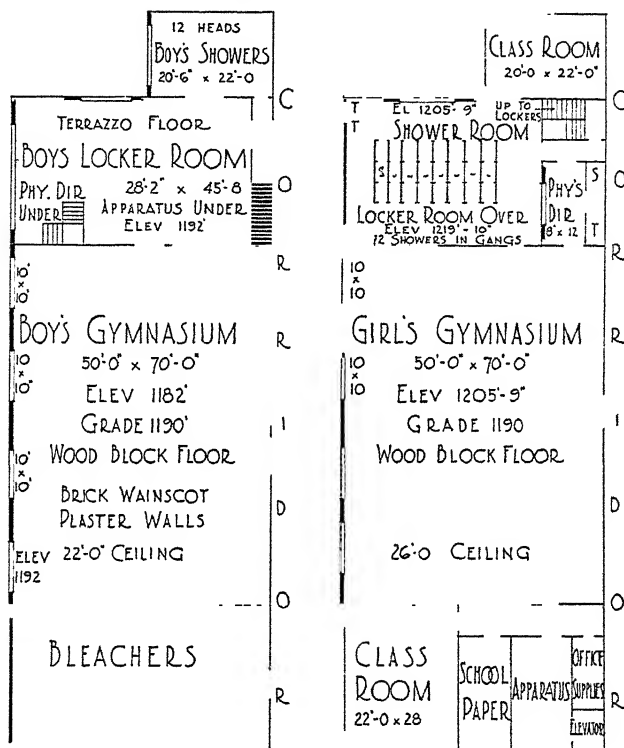 12 HEADS
BOY'S SHOWERS
20'-6" x 22'-0
TERRAZZO FLOOR
BOYS LOCKER ROOM
PHY. DIR
UNDER
28'-2" x 45'-8
APPARATUS UNDER
ELEV 1192'
10'
x
10'
BOY'S GYMNASIUM
10
x
10"
50'-0" x 70'-0"
ELEV 1182'
GRADE 1190'
WOOD BLOCK FLOOR
10'
x
10'
BRICK WAINSCOT
PLASTER WALLS
22'-0" CEILING
ELEV
1192
BLEACHERS
CORRIDOR
CLASS ROOM
20'-0 x 22'-0"
T
T
EL 1205'-9"
UP TO
LOCKERS
SHOWER ROOM
S
LOCKER ROOM OVER
ELEV 1219'-10"
12 SHOWERS IN GANGS
PHY'S
DIR
8' x 12
S
T
10
x
10
GIRL'S GYMNASIUM
10
x
10
50'-0" x 70'-0"
ELEV 1205'-9"
GRADE 1190
WOOD BLOCK FLOOR
26'-0 CEILING
CLASS
ROOM
22'-0 x 28
SCHOOL
PAPER
APPARATUS
OFFICE
SUPPLIES
ELEVATOR
CORRIDOR